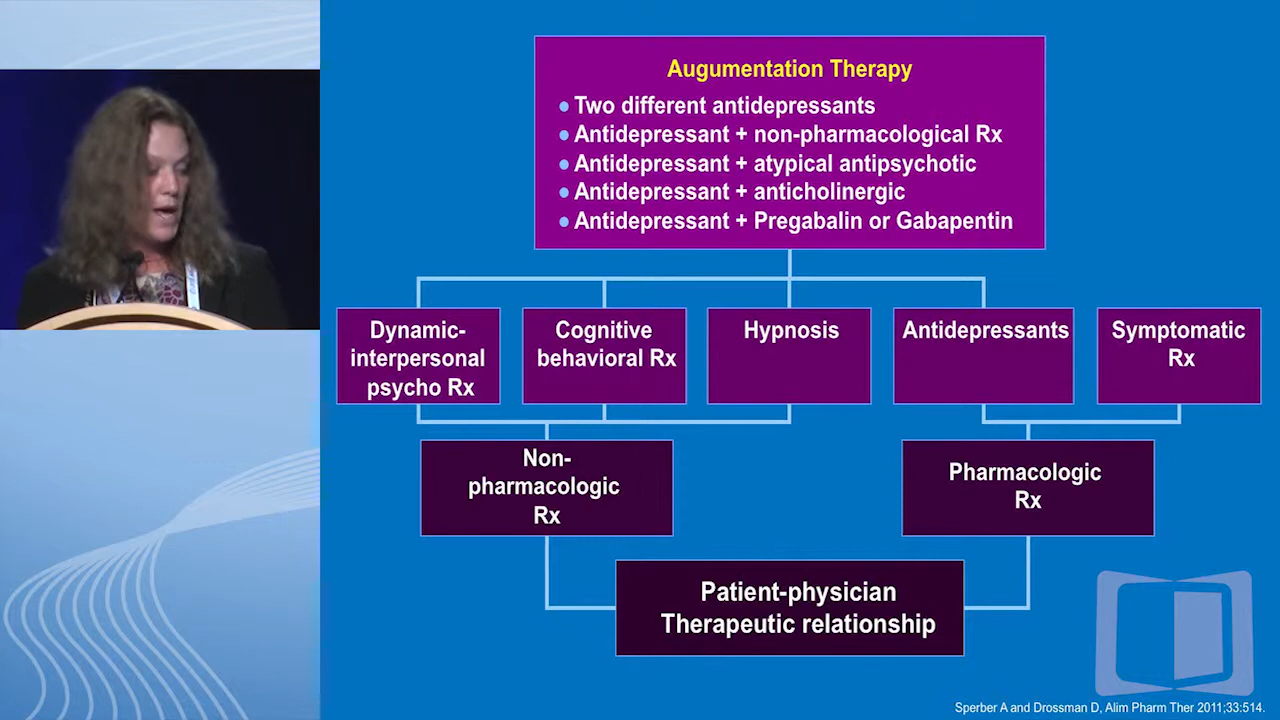 Augumentation Therapy
• Two different antidepressants
• Antidepressant + non-pharmacological Rx
• Antidepressant + atypical antipsychotic
• Antidepressant + anticholinergic
• Antidepressant + Pregabalin or Gabapentin
Dynamic-
interpersonal
psycho Rx
Cognitive
behavioral Rx
Hypnosis
Antidepressants
Symptomatic
Rx
Non-
pharmacologic
Rx
Pharmacologic
Rx
Patient-physician
Therapeutic relationship
Sperber A and Drossman D, Alim Pharm Ther 2011;33:514.